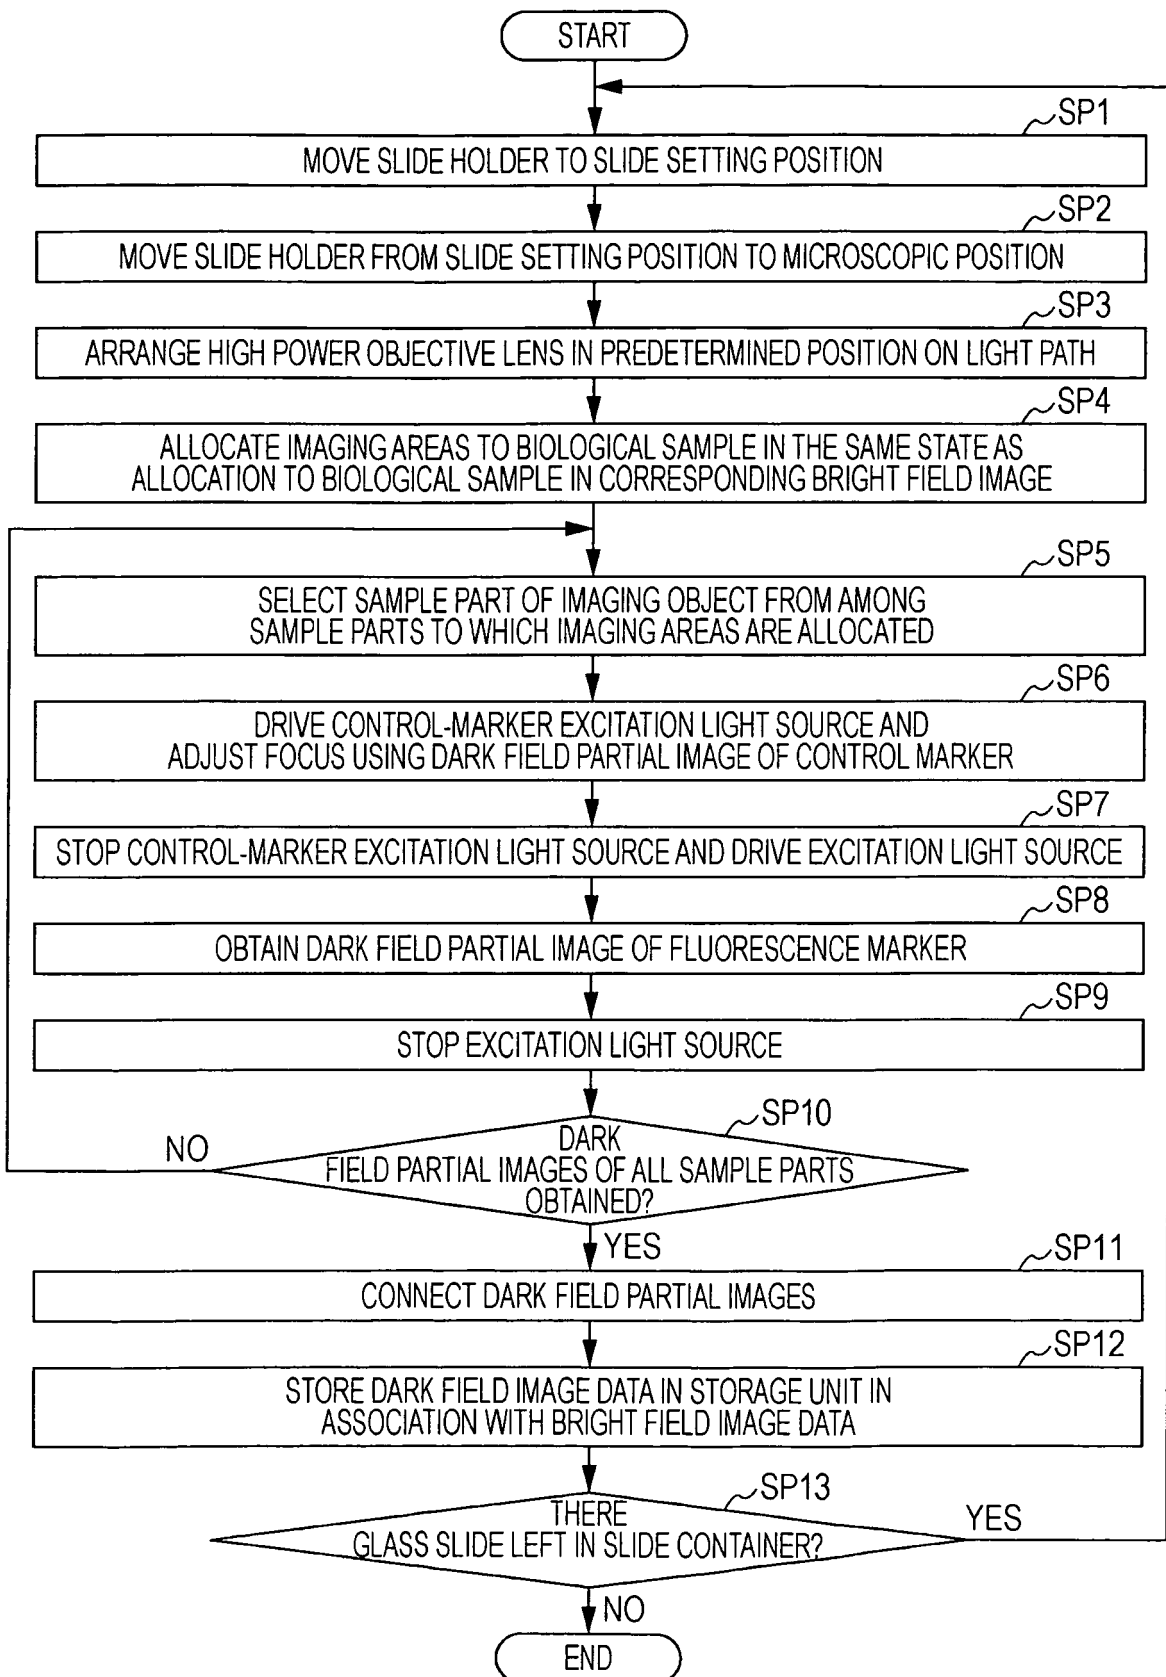 START
SP1
MOVE SLIDE HOLDER TO SLIDE SETTING POSITION
SP2
MOVE SLIDE HOLDER FROM SLIDE SETTING POSITION TO MICROSCOPIC POSITION
SP3
ARRANGE HIGH POWER OBJECTIVE LENS IN PREDETERMINED POSITION ON LIGHT PATH
SP4
ALLOCATE IMAGING AREAS TO BIOLOGICAL SAMPLE IN THE SAME STATE AS
ALLOCATION TO BIOLOGICAL SAMPLE IN CORRESPONDING BRIGHT FIELD IMAGE
SP5
SELECT SAMPLE PART OF IMAGING OBJECT FROM AMONG
SAMPLE PARTS TO WHICH IMAGING AREAS ARE ALLOCATED
SP6
DRIVE CONTROL-MARKER EXCITATION LIGHT SOURCE AND
ADJUST FOCUS USING DARK FIELD PARTIAL IMAGE OF CONTROL MARKER
SP7
STOP CONTROL-MARKER EXCITATION LIGHT SOURCE AND DRIVE EXCITATION LIGHT SOURCE
SP8
OBTAIN DARK FIELD PARTIAL IMAGE OF FLUORESCENCE MARKER
SP9
STOP EXCITATION LIGHT SOURCE
SP10
NO
DARK
FIELD PARTIAL IMAGES OF ALL SAMPLE PARTS
OBTAINED?
YES
SP11
CONNECT DARK FIELD PARTIAL IMAGES
SP12
STORE DARK FIELD IMAGE DATA IN STORAGE UNIT IN
ASSOCIATION WITH BRIGHT FIELD IMAGE DATA
SP13
THERE
YES
GLASS SLIDE LEFT IN SLIDE CONTAINER?
NO
END